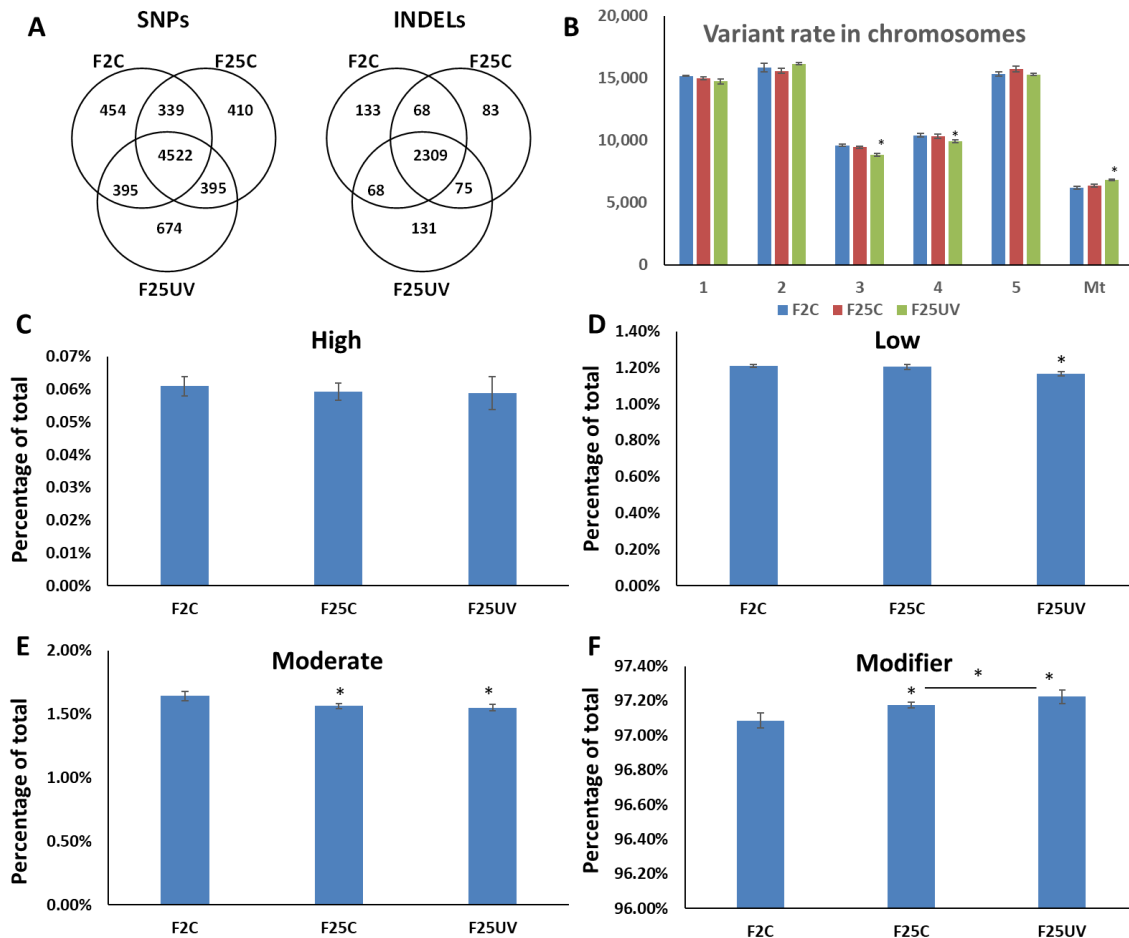 A
SNPs
INDELs
F2C
F25C
F2C
F25C
454
339
410
133
68
83
4522
2309
395
395
68
75
674
131
F25UV
F25UV
B
Variant rate in chromosomes
20,000
15,000
10,000
5,000
0
*
*
*
1
2
3
4
5
Mt
F2C
F25C
F25UV
C
High
Percentage of total
0.07%
0.06%
0.05%
0.04%
0.03%
0.02%
0.01%
0.00%
F2C
F25C
F25UV
D
Low
Percentage of total
1.40%
1.20%
1.00%
0.80%
0.60%
0.40%
0.20%
0.00%
*
F2C
F25C
F25UV
E
Moderate
Percentage of total
2.00%
1.50%
1.00%
0.50%
0.00%
*
*
F2C
F25C
F25UV
F
Modifier
Percentage of total
97.40%
97.20%
97.00%
96.80%
96.60%
96.40%
96.20%
96.00%
*
*
*
F2C
F25C
F25UV